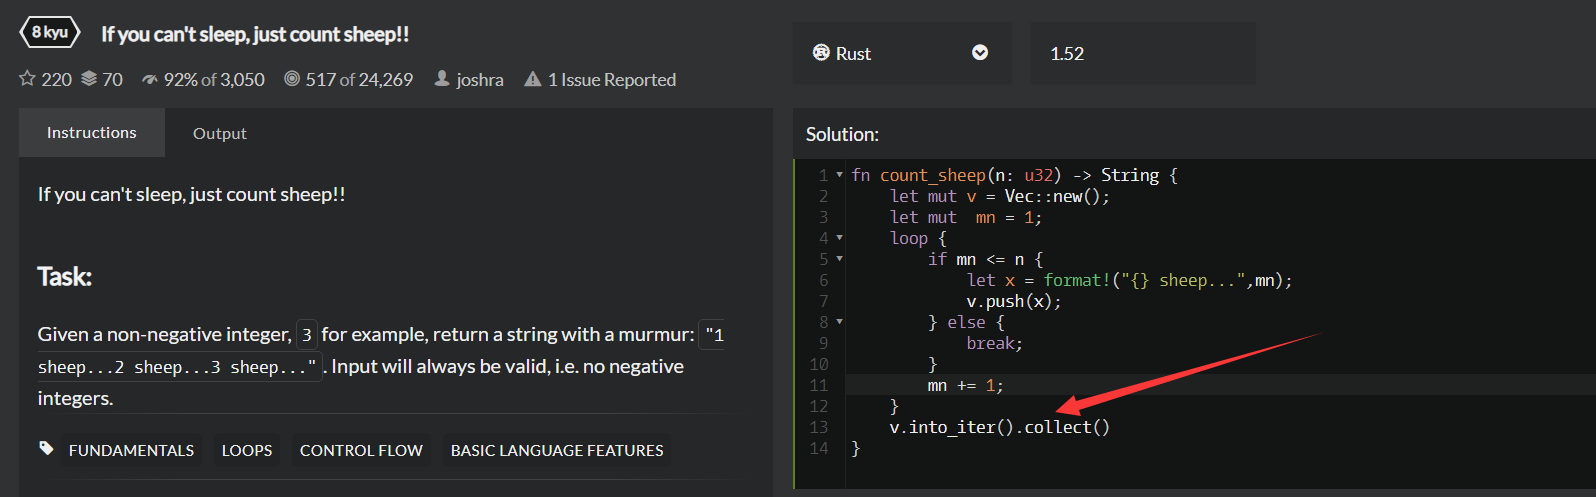 8 kyu If you can't sleep, just count sheep!!
220 70 92% of 3,050 517 of 24,269 joshra 1 Issue Reported
Instructions Output
If you can't sleep, just count sheep!!
Task:
Given a non-negative integer, 3 for example, return a string with a murmur: "1
sheep...2 sheep...3 sheep...". Input will always be valid, i.e. no negative
integers.
FUNDAMENTALS LOOPS CONTROL FLOW BASIC LANGUAGE FEATURES
Rust 1.52
Solution:
1 fn count_sheep(n: u32) -> String {
2     let mut v = Vec::new();
3     let mut  mn = 1;
4     loop {
5         if mn <= n {
6             let x = format!("{} sheep...",mn);
7             v.push(x);
8         } else {
9             break;
10         }
11         mn += 1;
12     }
13     v.into_iter().collect()
14 }